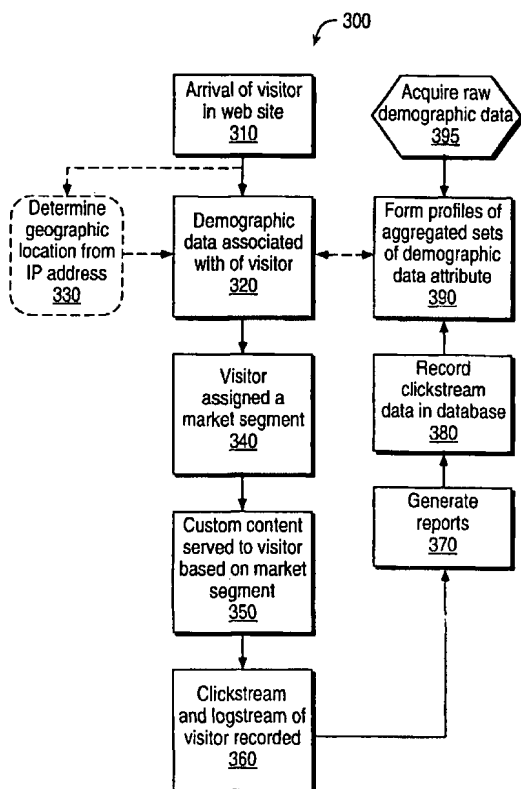 300
Arrival of visitor
in web site
310
Acquire raw
demographic data
395
Determine
geographic
location from
IP address
330
Demographic
data associated
with of visitor
320
Form profiles of
aggregated sets
of demographic
data attribute
390
Visitor
assigned a
market segment
340
Record
clickstream
data in database
380
Custom content
served to visitor
based on market
segment
350
Generate
reports
370
Clickstream
and logstream of
visitor recorded
360